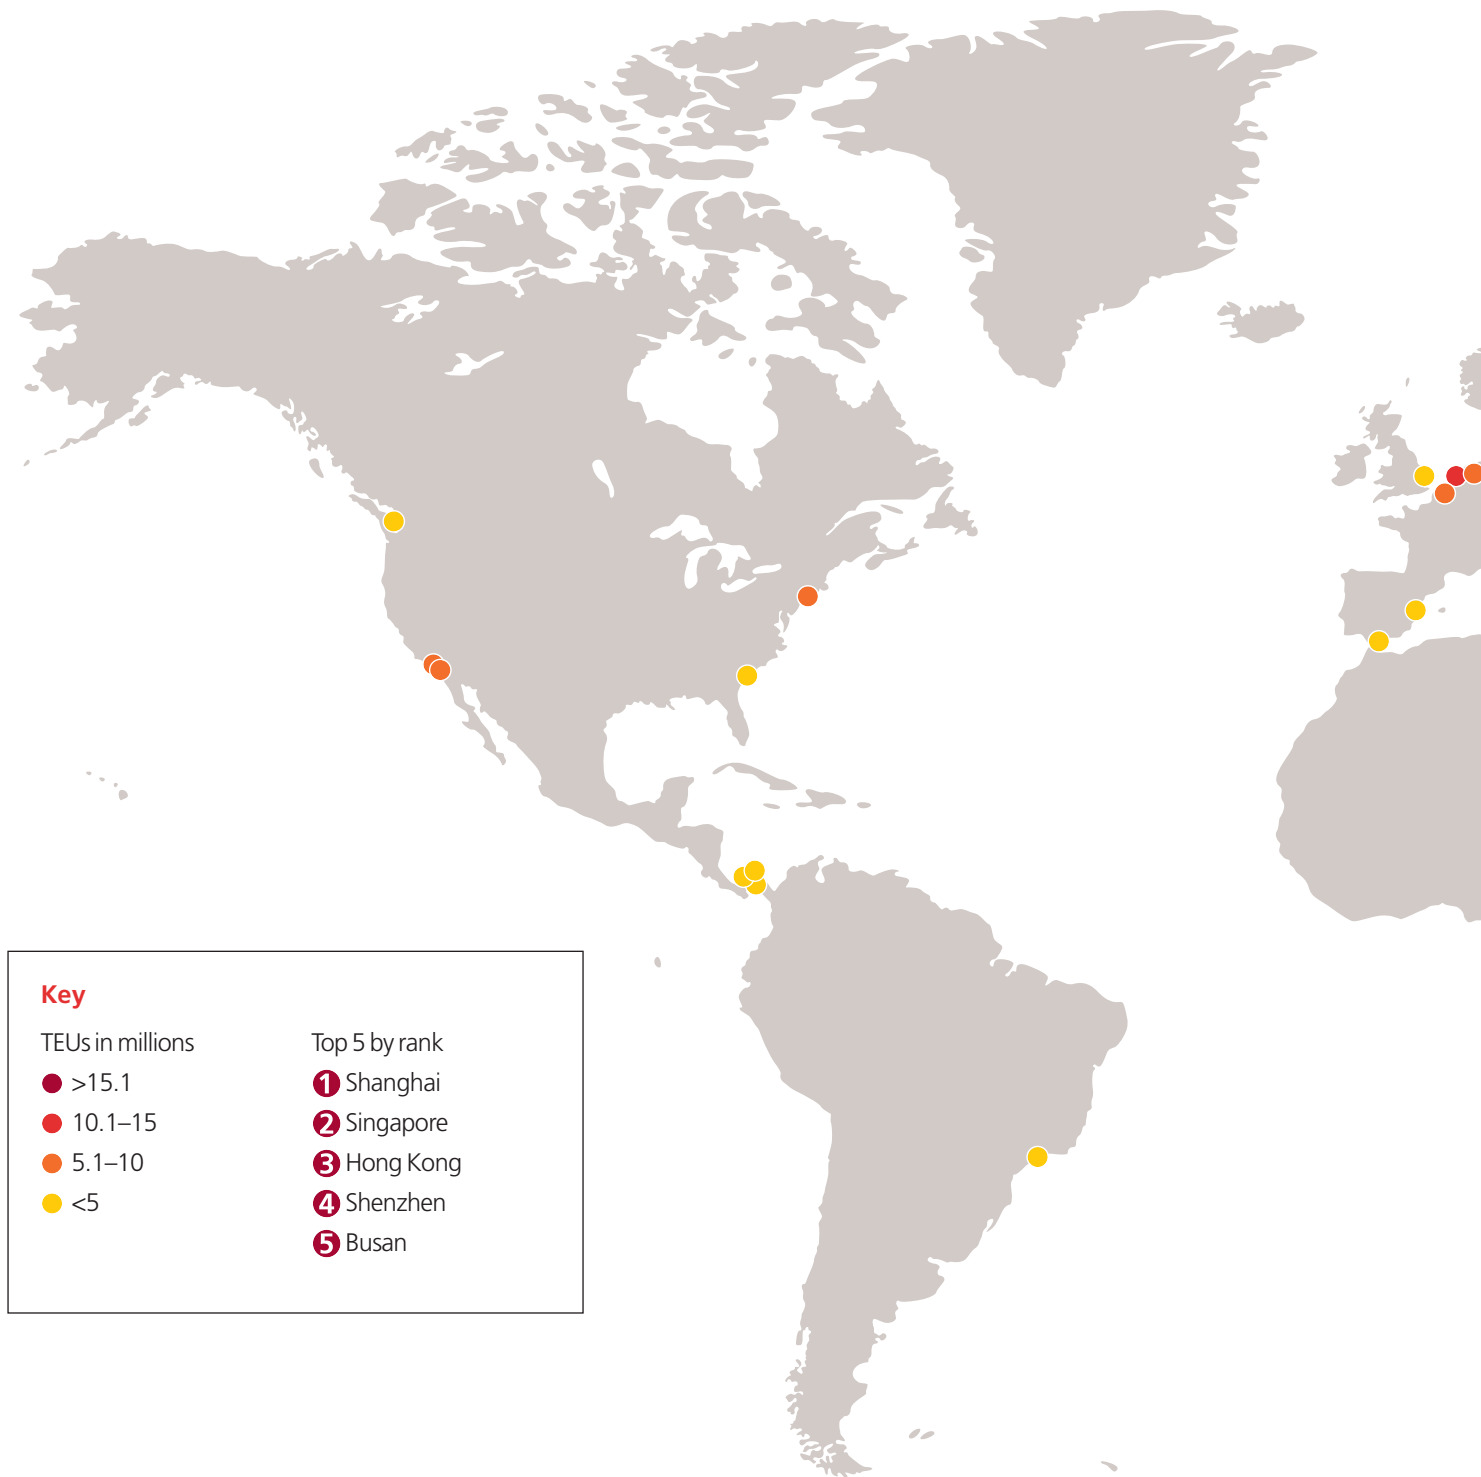 Key
TEUs in millions
>15.1
10.1–15
5.1–10
<5
Top 5 by rank
1 Shanghai
2 Singapore
3 Hong Kong
4 Shenzhen
5 Busan